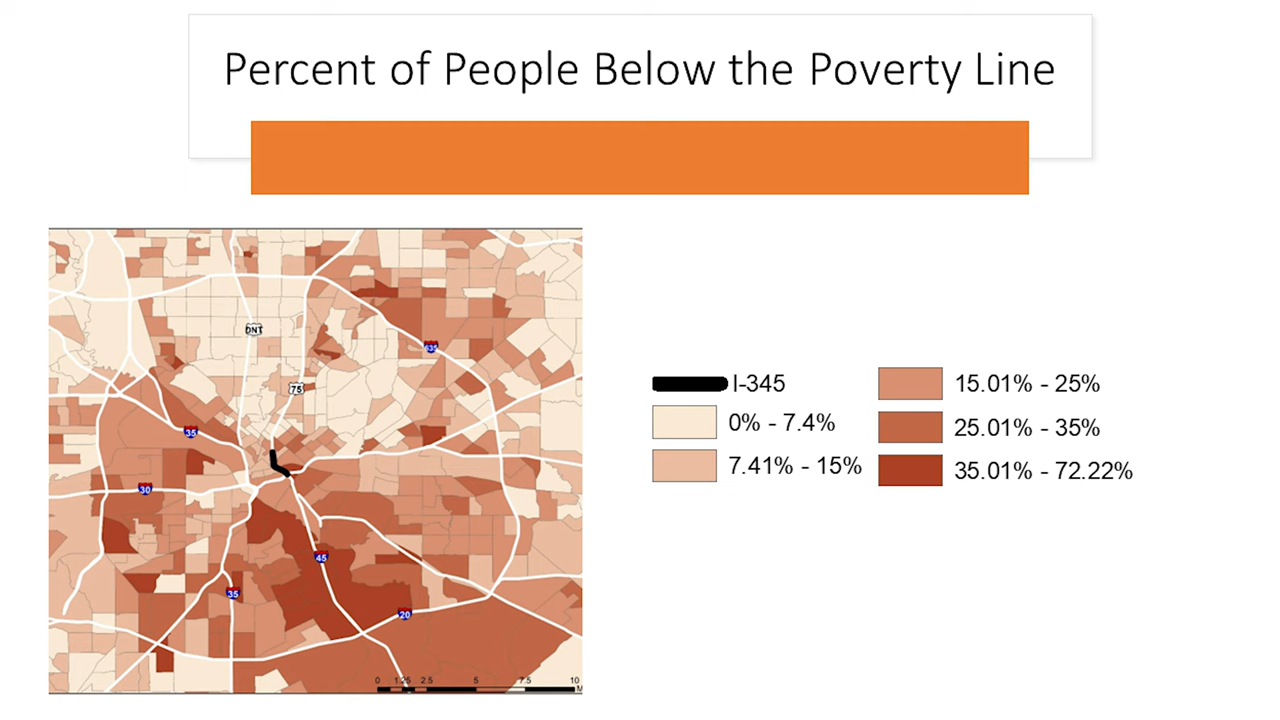 Percent of People Below the Poverty Line
DNT
635
75
35
30
45
35
20
0 1.25 2.5 5 7.5 10
M
I-345
0% - 7.4%
7.41% - 15%
15.01% - 25%
25.01% - 35%
35.01% - 72.22%